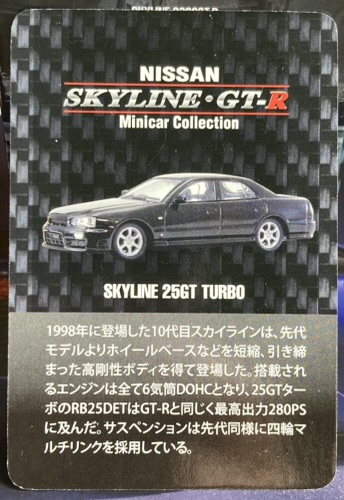 NISSAN
SKYLINE・GT-R
Minicar Collection
SKYLINE 25GT TURBO
1998年に登場した10代目スカイラインは、先代
モデルよりホイールベースなどを短縮、引き締
まった高剛性ボディを得て登場した。搭載され
るエンジンは全て6気筒DOHCとなり、25GTター
ボのRB25DETはGT-Rと同じく最高出力280PS
に及んだ。サスペンションは先代同様に四輪マ
ルチリンクを採用している。